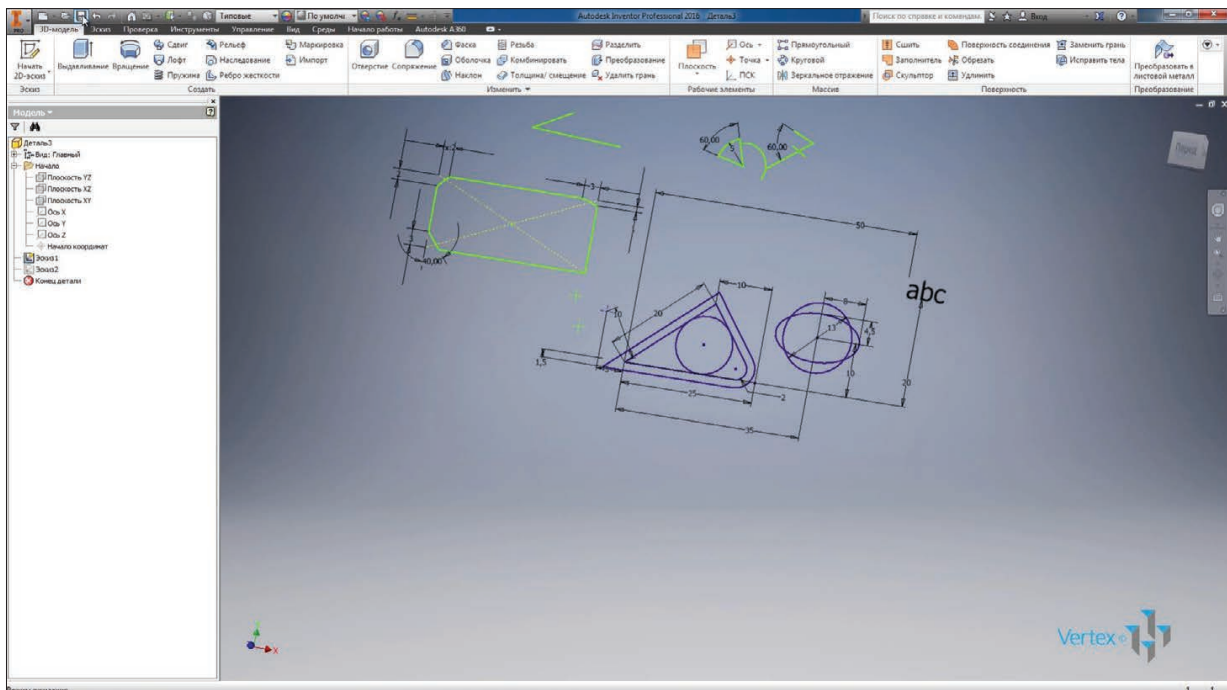 PRO
Типовые
По умолч
Autodesk Inventor Professional 2016 Деталь3
Поиск по справке и командам.
Вход
3D-модель Эскиз Проверка Инструменты Управление Вид Среды Начало работы Autodesk A360
Начать
2D-эскиз
Выдавливание
Вращение
Сдвиг
Лофт
Пружина
Рельеф
Наследование
Ребро жесткости
Маркировка
Импорт
Отверстие
Сопряжение
Фаска
Оболочка
Наклон
Резьба
Комбинировать
Толщина/ смещение
Разделить
Преобразование
Удалить грань
Плоскость
Ось
Точка
ПСК
Прямоугольный
Круговой
Зеркальное отражение
Сшить
Заполнитель
Скульптор
Поверхность соединения
Обрезать
Удлинить
Заменить грань
Исправить тела
Преобразовать в
листовой металл
Эскиз
Создать
Изменить
Рабочие элементы
Массив
Поверхность
Преобразование
Модель
Деталь3
Вид: Главный
Начало
Плоскость YZ
Плоскость XZ
Плоскость XY
Ось X
Ось Y
Ось Z
Начало координат
Эскиз1
Эскиз2
Конец детали
60,00
5
60,00
3
40,00
50
abc
10
8
20
10
13
4,5
1,5
10
20
25
2
35
X
Vertex